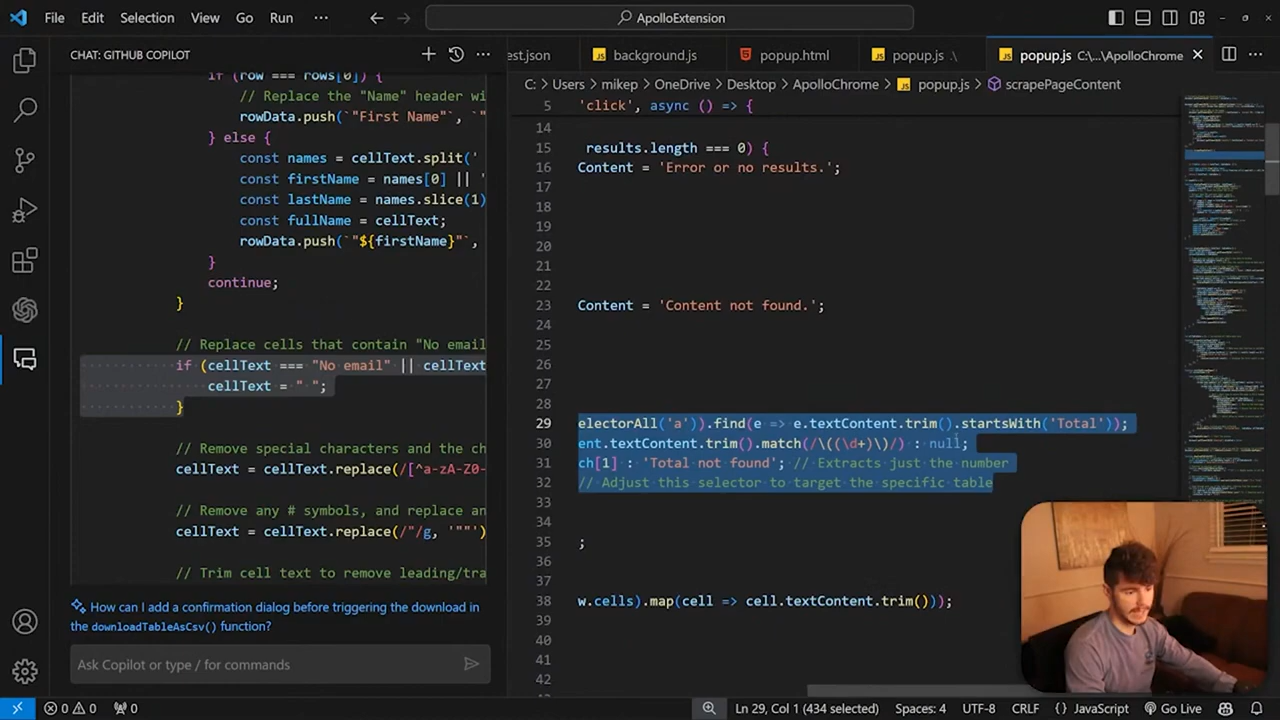 File Edit Selection View Go Run ···
ApolloExtension
CHAT: GITHUB COPILOT
est.json
background.js
popup.html
popup.js \
popup.js C:\...\ApolloChrome
C: > Users > mikep > OneDrive > Desktop > ApolloChrome > popup.js > scrapePageContent
if (row === rows[0]) {
// Replace the "Name" header wi
rowData.push(`"First Name"`, `"
} else {
const names = cellText.split('
const firstName = names[0] || '
const lastName = names.slice(1)
const fullName = cellText;
rowData.push(`"${firstName}"`,
}
continue;
}
// Replace cells that contain "No email
if (cellText === "No email" || cellText
cellText = " ";
}
// Remove special characters and the ch
cellText = cellText.replace(/[^a-zA-Z0-
// Remove any # symbols, and replace an
cellText = cellText.replace(/"/g, '""')
// Trim cell text to remove leading/tra
How can I add a confirmation dialog before triggering the download in
the downloadTableAsCsv() function?
Ask Copilot or type / for commands
5 'click', async () => {
14
15 results.length === 0) {
16 Content = 'Error or no results.';
17
18
19
20
21
22
23 Content = 'Content not found.';
24
25
26
27
28
29 electorAll('a')).find(e => e.textContent.trim().startsWith('Total'));
30 ent.textContent.trim().match(/\((\d+)\)/) : null;
31 ch[1] : 'Total not found'; // Extracts just the number
32 // Adjust this selector to target the specific table
33
34
35 ;
36
37
38 w.cells).map(cell => cell.textContent.trim());
39
40
41
42
0 0 0
Ln 29, Col 1 (434 selected) Spaces: 4 UTF-8 CRLF {} JavaScript Go Live